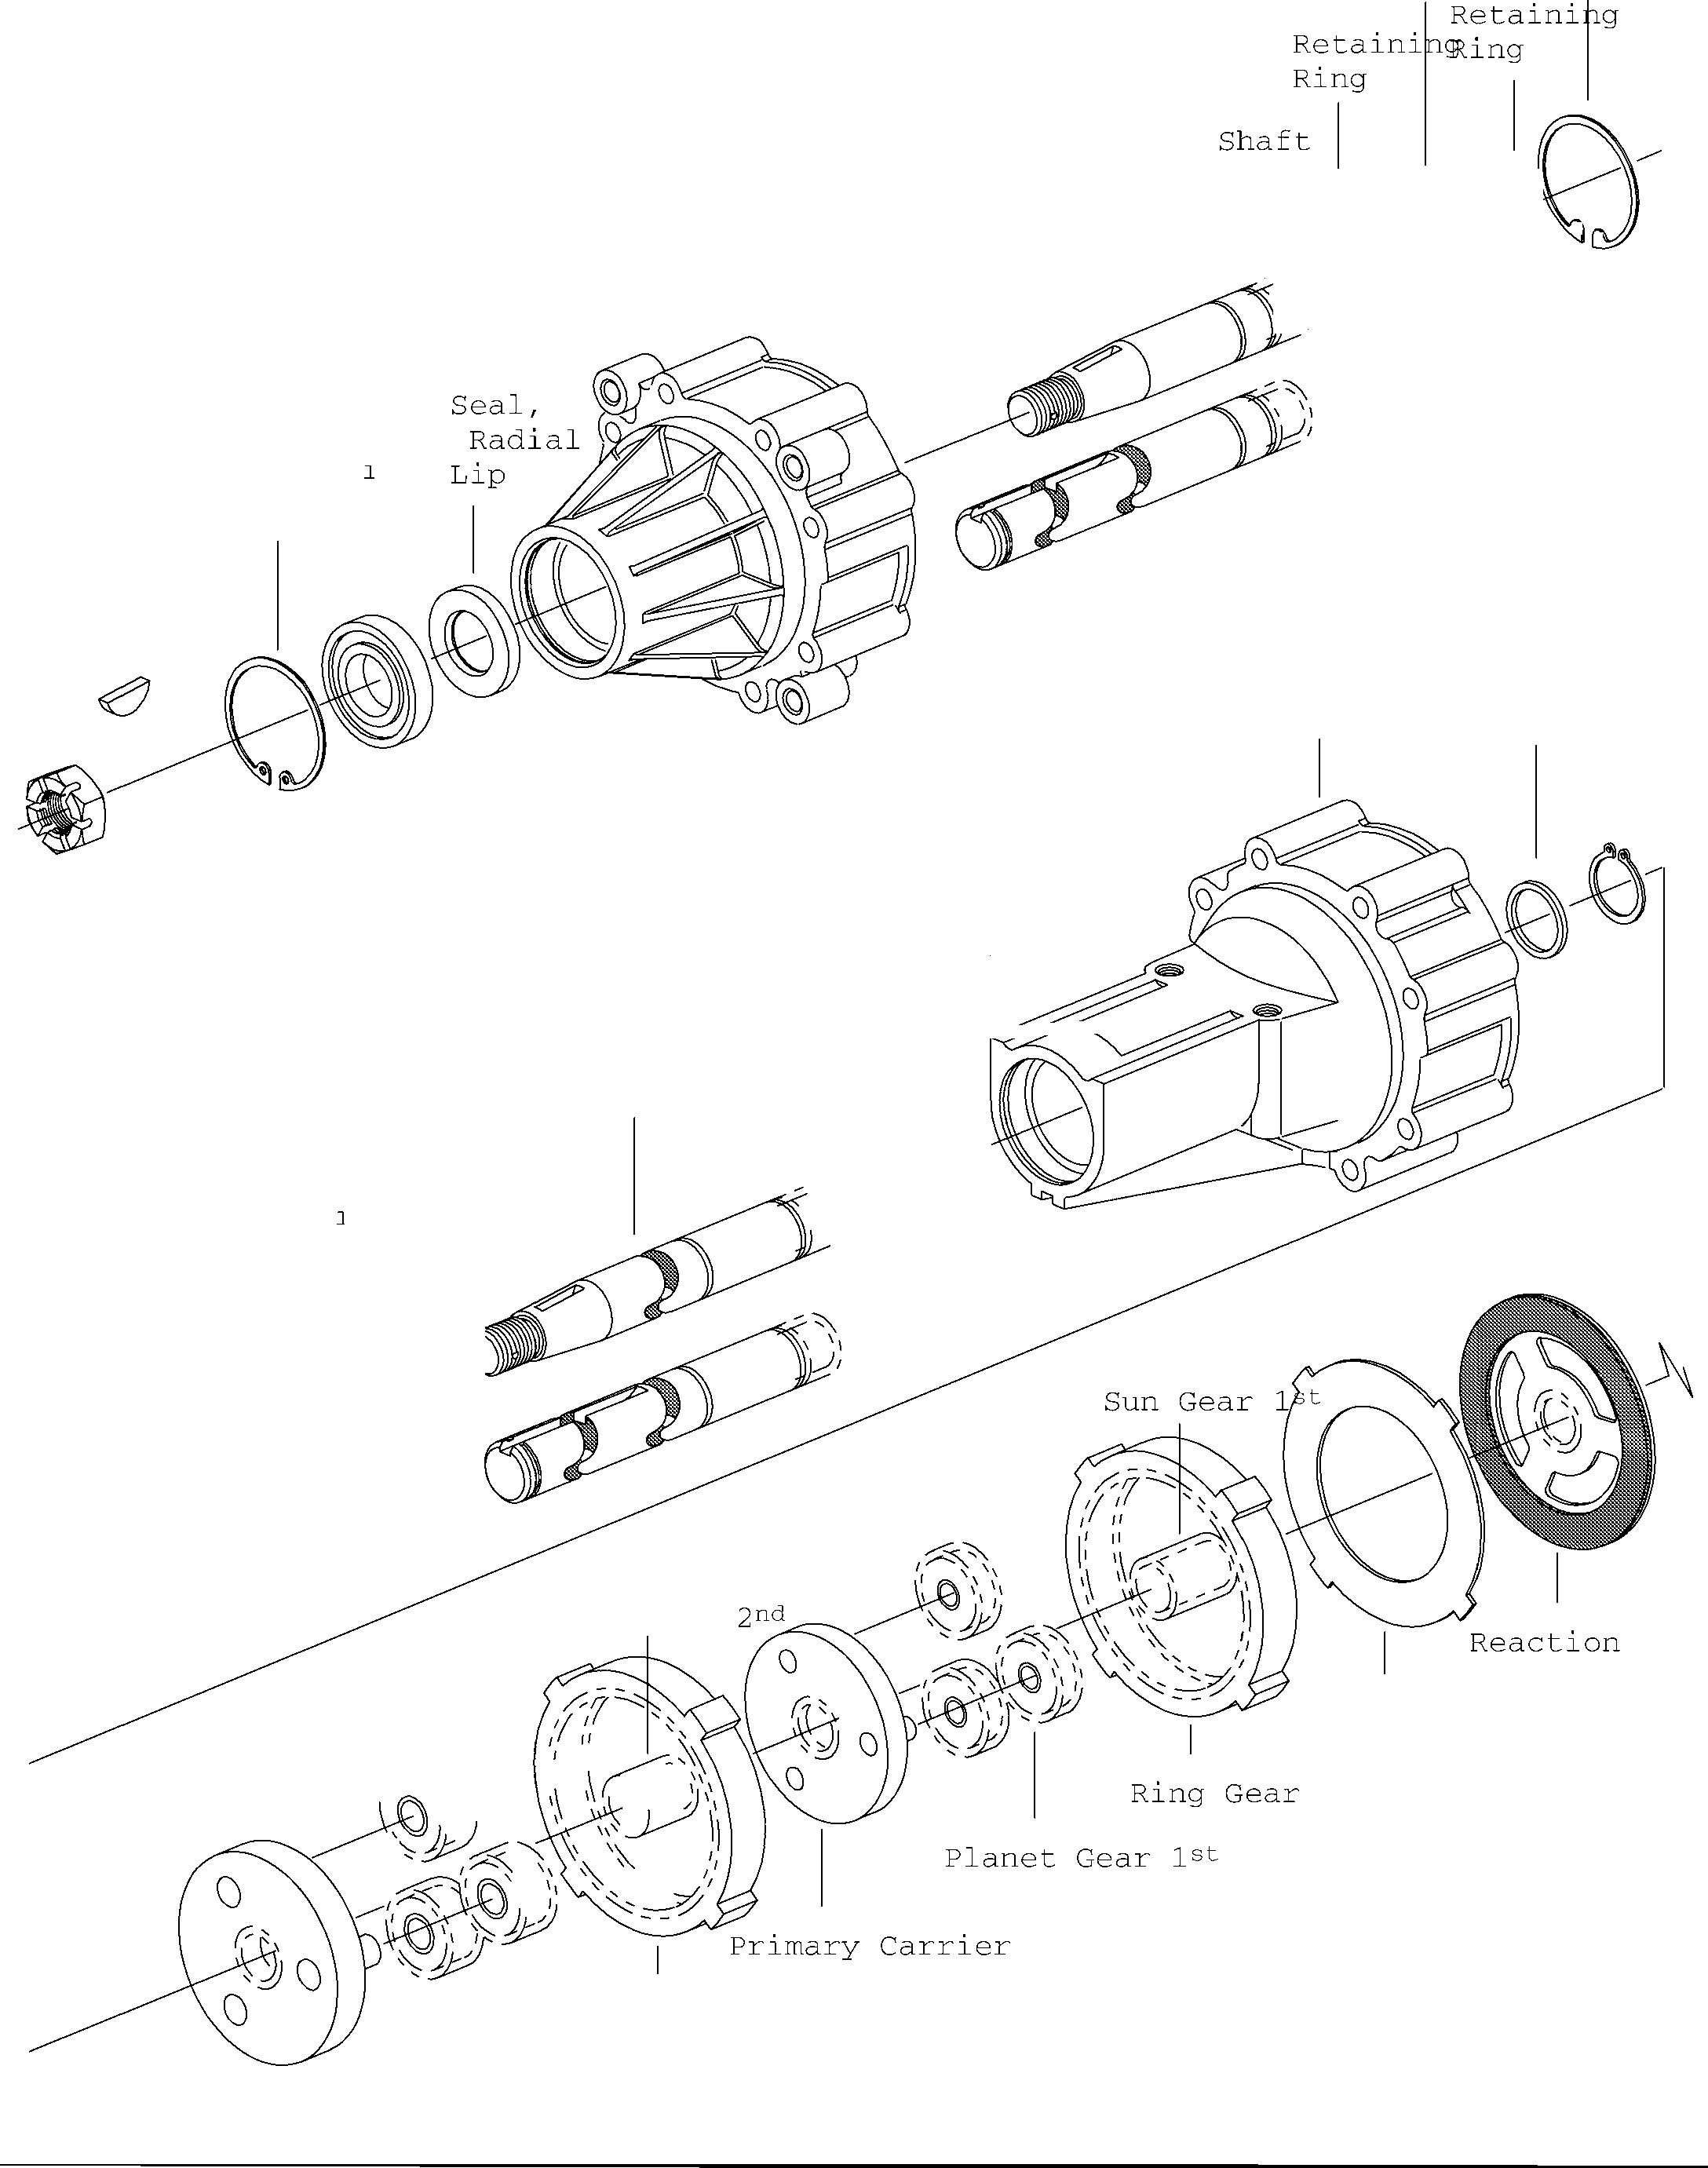 Retaining
Ring
Retaining
Ring
Shaft
Seal,
Radial
Lip
1
1
Sun Gear 1st
2nd
Reaction
Ring Gear
Planet Gear 1st
Primary Carrier